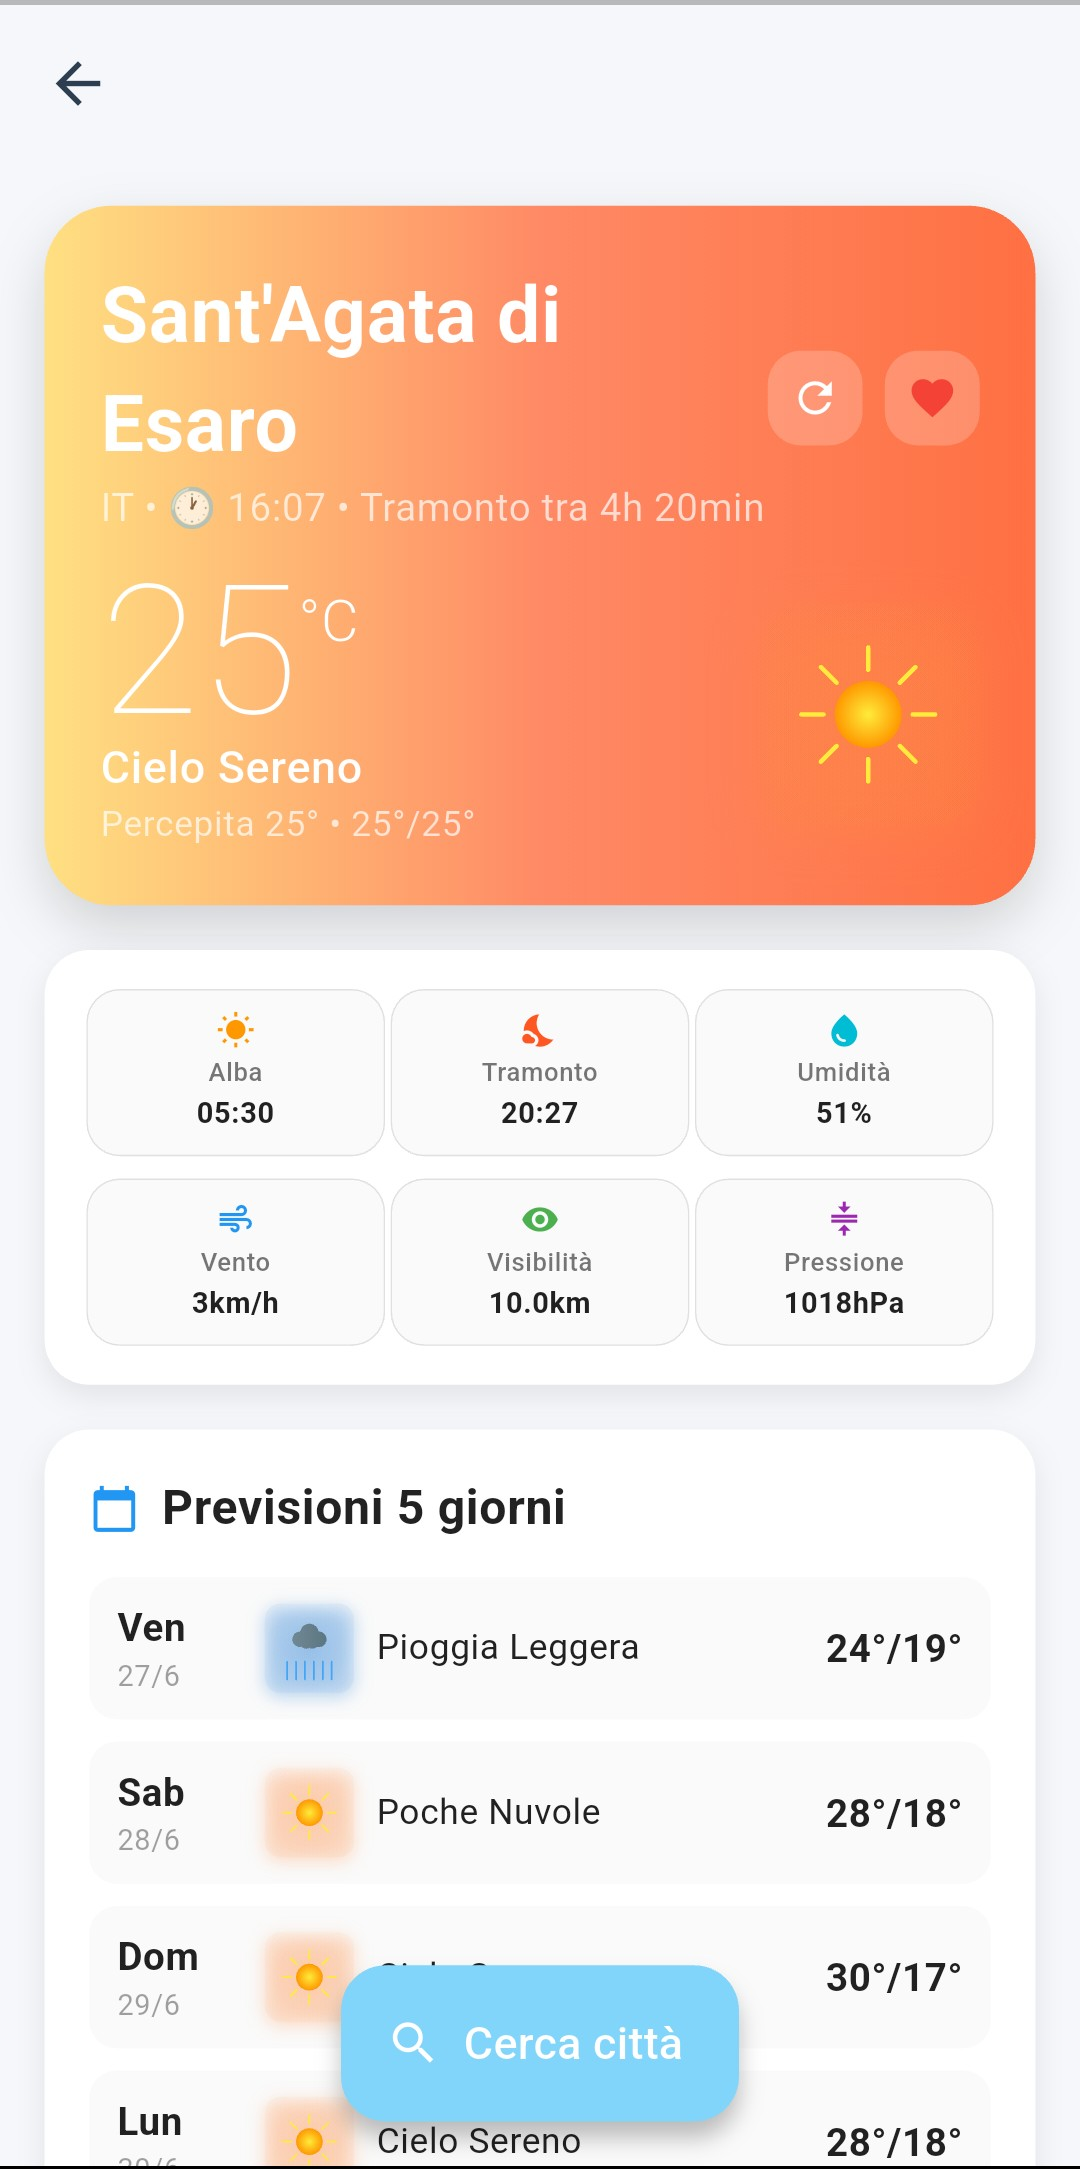 Sant'Agata di
Esaro
IT • 🕐 16:07 • Tramonto tra 4h 20min
25°C
Cielo Sereno
Percepita 25° • 25°/25°
Alba
05:30
Tramonto
20:27
Umidità
51%
Vento
3km/h
Visibilità
10.0km
Pressione
1018hPa
Previsioni 5 giorni
Ven
27/6
Pioggia Leggera
24°/19°
Sab
28/6
Poche Nuvole
28°/18°
Dom
29/6
30°/17°
Cerca città
Lun
Cielo Sereno
28°/18°